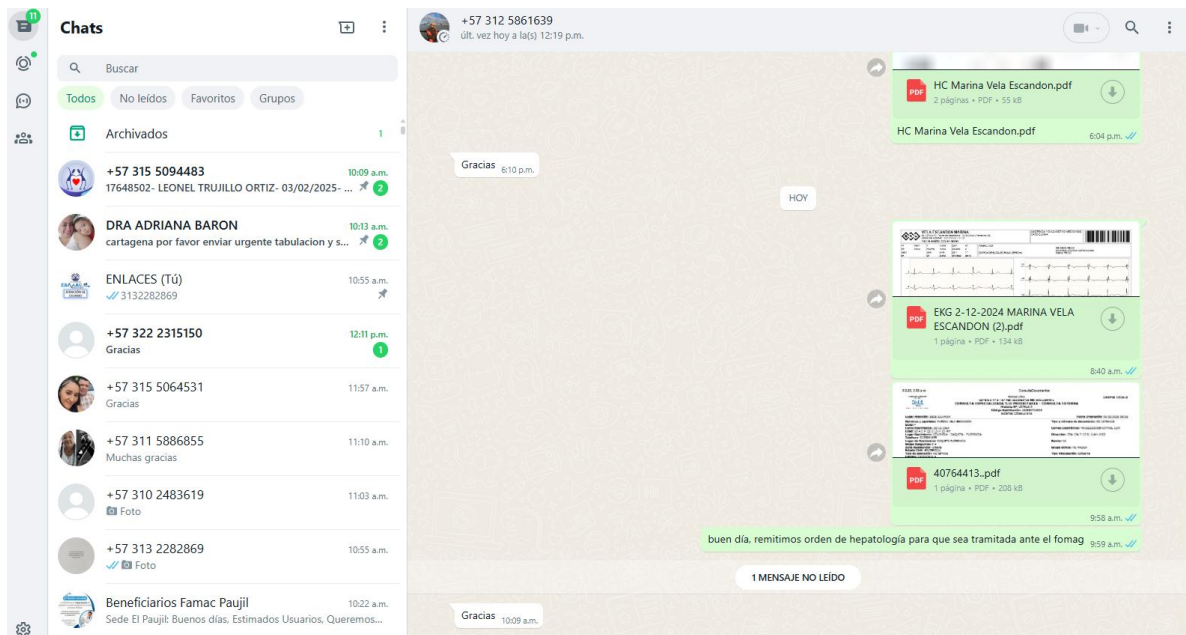 11
Chats
Buscar
Todos
No leídos
Favoritos
Grupos
Archivados
1
+57 315 5094483
10:09 a.m.
17648502- LEONEL TRUJILLO ORTIZ- 03/02/2025- ...
2
DRA ADRIANA BARON
10:13 a.m.
cartagena por favor enviar urgente tabulacion y s...
2
ENLACES (Tú)
10:55 a.m.
3132282869
+57 322 2315150
12:11 p.m.
Gracias
1
+57 315 5064531
11:57 a.m.
Gracias
+57 311 5886855
11:10 a.m.
Muchas gracias
+57 310 2483619
11:03 a.m.
Foto
+57 313 2282869
10:55 a.m.
Foto
Beneficiarios Famac Paujil
10:22 a.m.
Sede El Paujil: Buenos días, Estimados Usuarios, Queremos...
+57 312 5861639
últ. vez hoy a la(s) 12:19 p.m.
PDF
HC Marina Vela Escandon.pdf
2 páginas • PDF • 55 kB
HC Marina Vela Escandon.pdf
6:04 p.m.
Gracias
6:10 p.m.
HOY
VELA ESCANDON MARINA
PDF
EKG 2-12-2024 MARINA VELA
ESCANDON (2).pdf
1 página • PDF • 134 kB
8:40 a.m.
PDF
40764413..pdf
1 página • PDF • 208 kB
9:58 a.m.
buen día, remitimos orden de hepatología para que sea tramitada ante el fomag
9:59 a.m.
1 MENSAJE NO LEÍDO
Gracias
10:09 a.m.